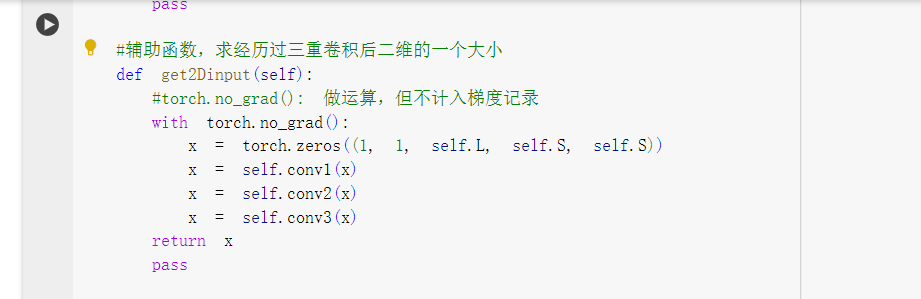 pass
#辅助函数，求经历过三重卷积后二维的一个大小
def get2Dinput(self):
#torch.no_grad(): 做运算，但不计入梯度记录
with torch.no_grad():
x = torch.zeros((1, 1, self.L, self.S, self.S))
x = self.conv1(x)
x = self.conv2(x)
x = self.conv3(x)
return x
pass